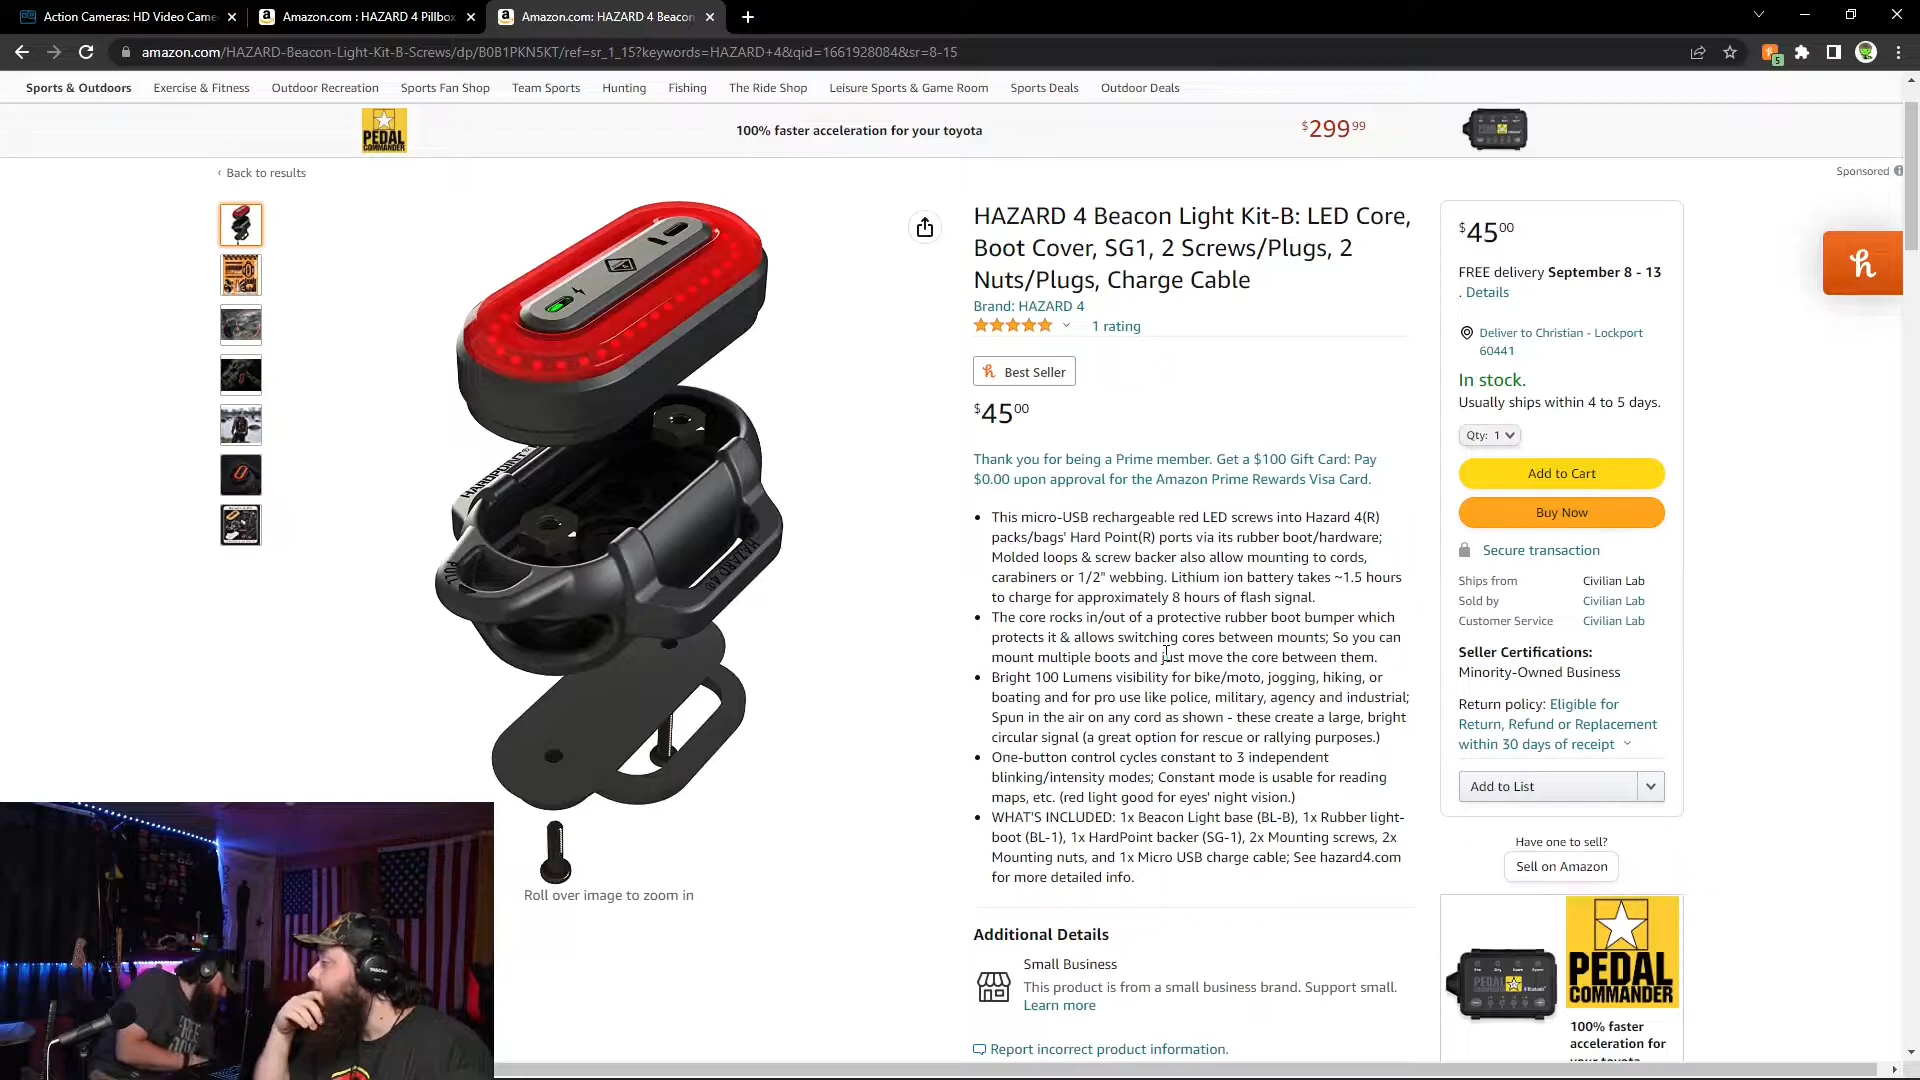 Action Cameras: HD Video Came
Amazon.com : HAZARD 4 Pillbox
Amazon.com: HAZARD 4 Beacon
amazon.com/HAZARD-Beacon-Light-Kit-B-Screws/dp/B0B1PKN5KT/ref=sr_1_15?keywords=HAZARD+4&qid=1661928084&sr=8-15
5
Sports & Outdoors Exercise & Fitness Outdoor Recreation Sports Fan Shop Team Sports Hunting Fishing The Ride Shop Leisure Sports & Game Room Sports Deals Outdoor Deals
PEDAL
COMMANDER
100% faster acceleration for your toyota
$299 99
‹ Back to results
Sponsored
HAZARD 4 Beacon Light Kit-B: LED Core,
Boot Cover, SG1, 2 Screws/Plugs, 2
Nuts/Plugs, Charge Cable
Brand: HAZARD 4
1 rating
Best Seller
$45 00
Thank you for being a Prime member. Get a $100 Gift Card: Pay
$0.00 upon approval for the Amazon Prime Rewards Visa Card.
• This micro-USB rechargeable red LED screws into Hazard 4(R)
packs/bags' Hard Point(R) ports via its rubber boot/hardware;
Molded loops & screw backer also allow mounting to cords,
carabiners or 1/2" webbing. Lithium ion battery takes ~1.5 hours
to charge for approximately 8 hours of flash signal.
• The core rocks in/out of a protective rubber boot bumper which
protects it & allows switching cores between mounts; So you can
mount multiple boots and just move the core between them.
• Bright 100 Lumens visibility for bike/moto, jogging, hiking, or
boating and for pro use like police, military, agency and industrial;
Spun in the air on any cord as shown - these create a large, bright
circular signal (a great option for rescue or rallying purposes.)
• One-button control cycles constant to 3 independent
blinking/intensity modes; Constant mode is usable for reading
maps, etc. (red light good for eyes' night vision.)
• WHAT'S INCLUDED: 1x Beacon Light base (BL-B), 1x Rubber light-
boot (BL-1), 1x HardPoint backer (SG-1), 2x Mounting screws, 2x
Mounting nuts, and 1x Micro USB charge cable; See hazard4.com
for more detailed info.
Additional Details
Small Business
This product is from a small business brand. Support small.
Learn more
Report incorrect product information.
HARDPOINT®
HAZARD 4®
PULL
Roll over image to zoom in
$45 00
FREE delivery September 8 - 13
. Details
Deliver to Christian - Lockport
60441
In stock.
Usually ships within 4 to 5 days.
Qty: 1
Add to Cart
Buy Now
Secure transaction
Ships from Civilian Lab
Sold by Civilian Lab
Customer Service Civilian Lab
Seller Certifications:
Minority-Owned Business
Return policy: Eligible for
Return, Refund or Replacement
within 30 days of receipt
Add to List
Have one to sell?
Sell on Amazon
PEDAL
COMMANDER
PEDAL
COMMANDER
100% faster
acceleration for